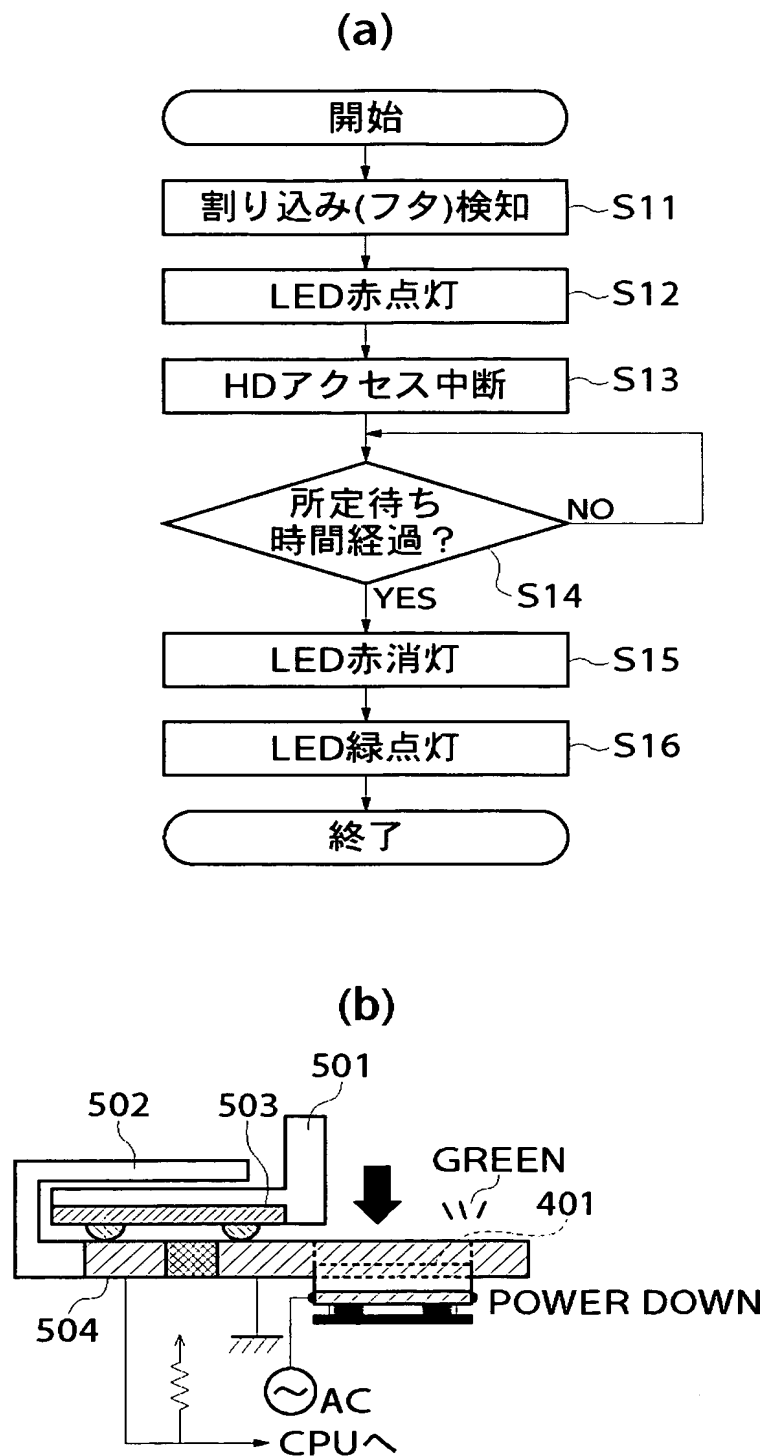 (a)
開始
割り込み(フタ)検知
S11
LED赤点灯
S12
HDアクセス中断
S13
所定待ち
時間経過?
NO
S14
YES
LED赤消灯
S15
LED緑点灯
S16
終了
(b)
501
502
503
GREEN
401
504
POWER DOWN
AC
CPUへ